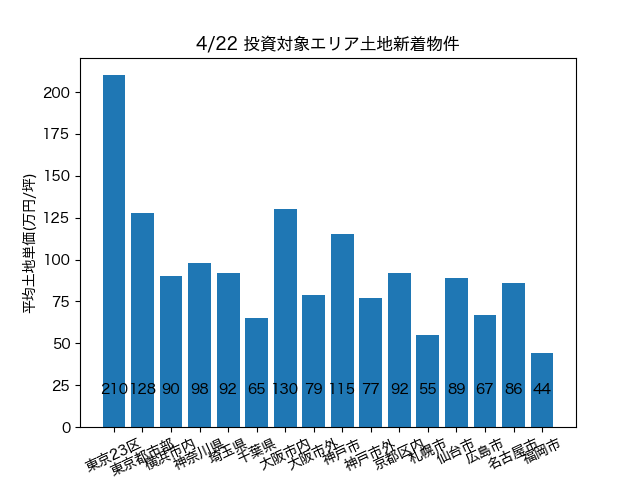 4/22 投資対象エリア土地新着物件
平均土地単価(万円/坪)
200
175
150
125
100
75
50
25
0
210 128 90 98 92 65 130 79 115 77 92 55 89 67 86 44
東京23区
東京都市部
横浜市内
神奈川県
埼玉県
千葉県
大阪市内
大阪市外
神戸市
神戸市外
京都区内
札幌市
仙台市
広島市
名古屋市
福岡市